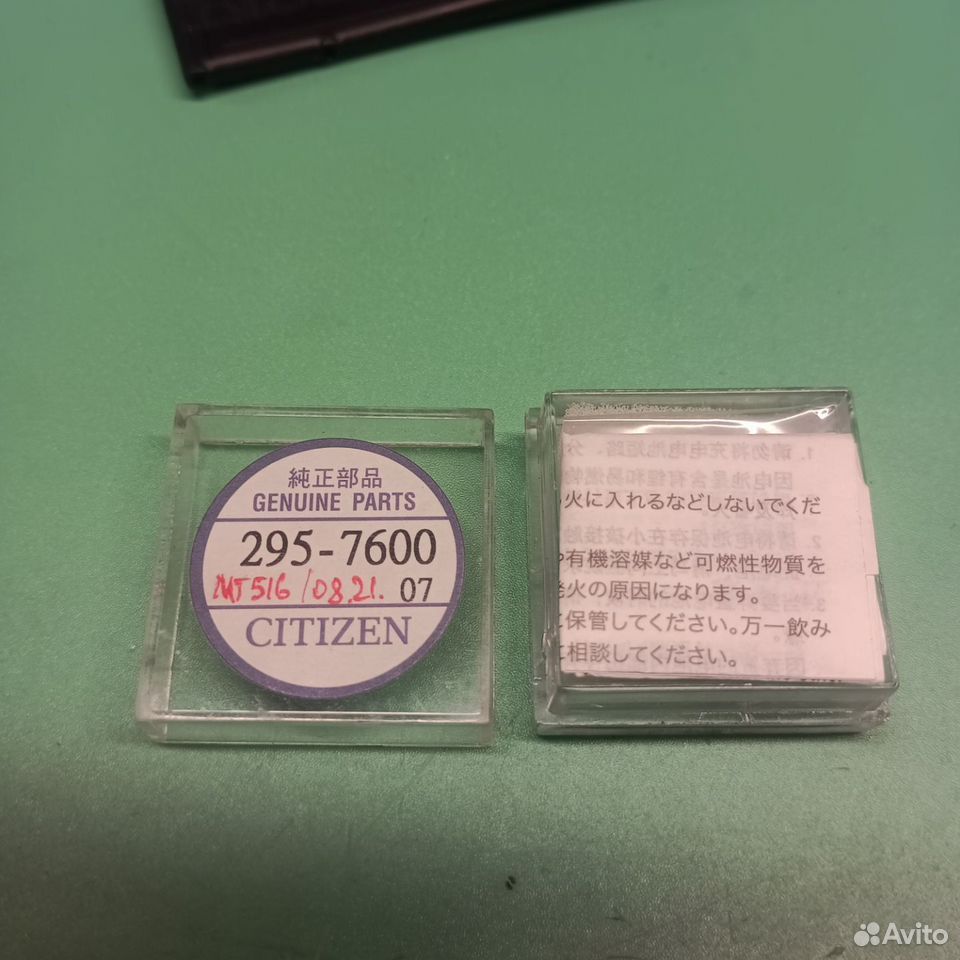 純正部品
GENUINE PARTS
295-7600
MT516/08.21. 07
CITIZEN
火に入れるなどしないでくだ
有機溶媒など可燃性物質を
火の原因になります。
保管してください。万一飲み
相談してください。
Avito